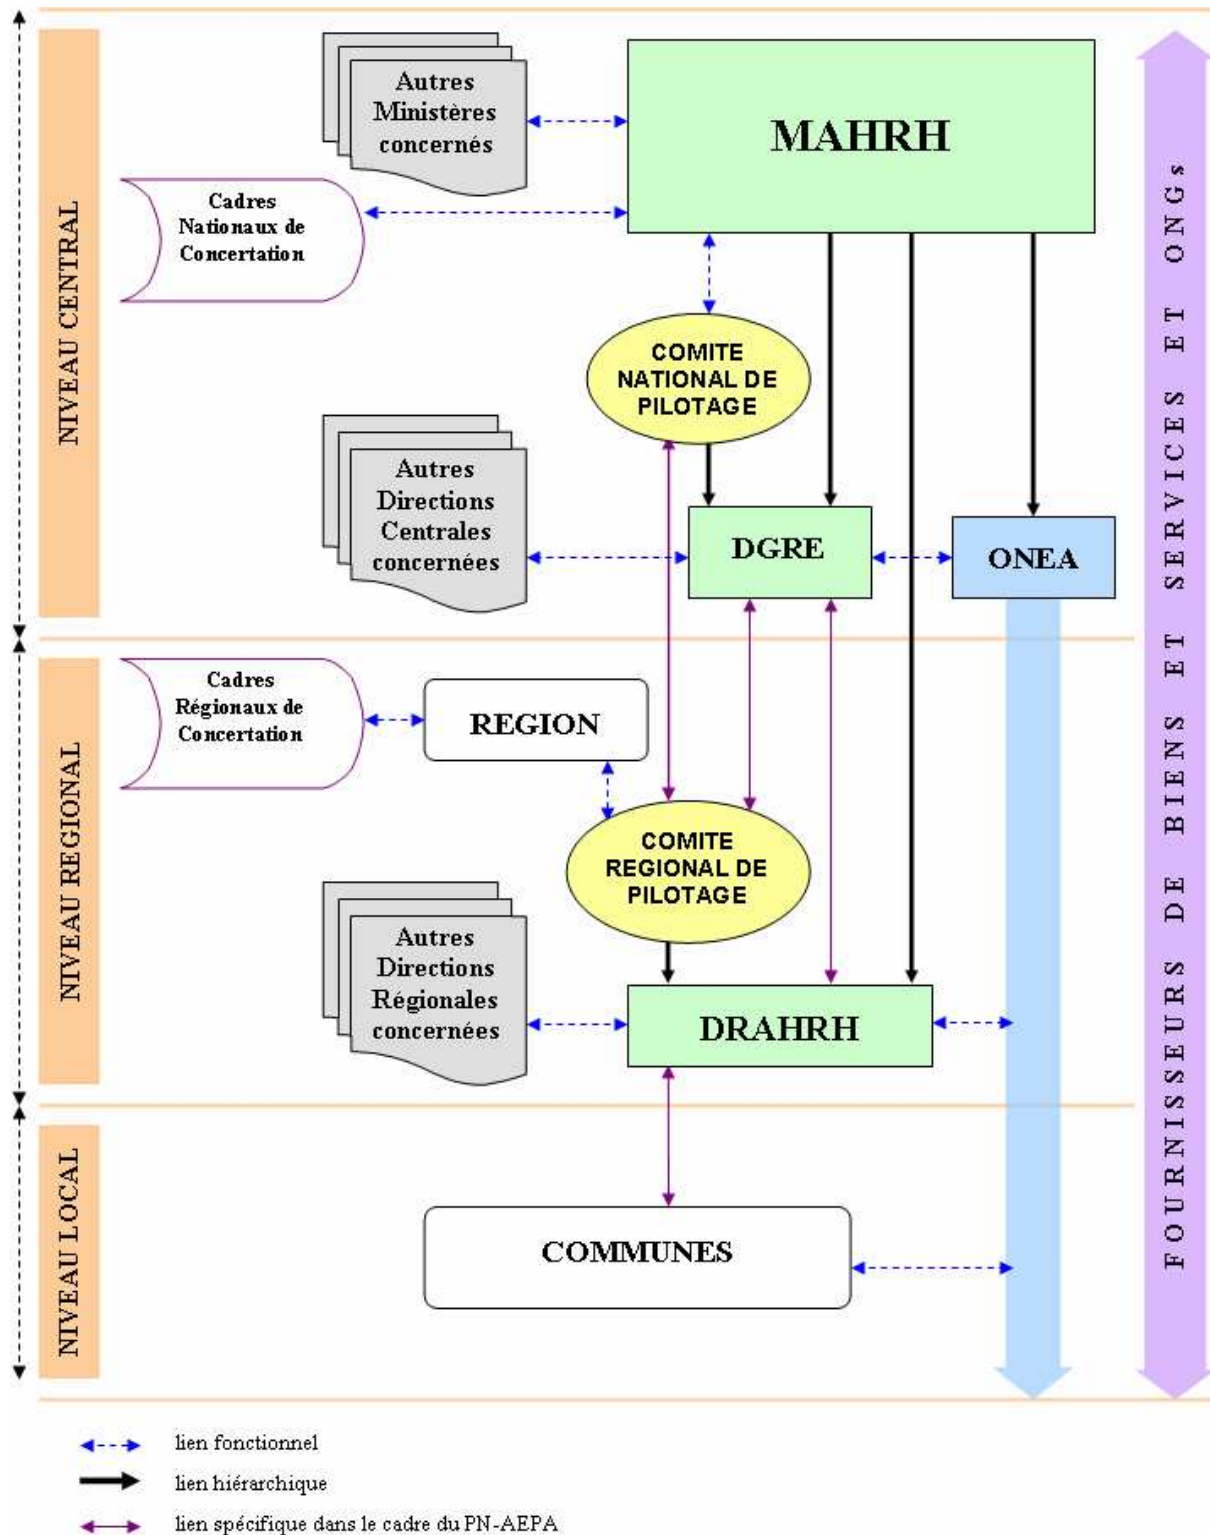 NIVEAU CENTRAL
Autres
Ministères
concernés
MAHRH
Cadres
Nationaux de
Concertation
COMITE
NATIONAL DE
PILOTAGE
Autres
Directions
Centrales
concernées
DGRE
ONEA
NIVEAU REGIONAL
Cadres
Régionaux de
Concertation
REGION
COMITE
REGIONAL DE
PILOTAGE
Autres
Directions
Régionales
concernées
DRAHRH
NIVEAU LOCAL
COMMUNES
FOURNISSEURS DE BIENS ET SERVICES ET ONGs
lien fonctionnel
lien hiérarchique
lien spécifique dans le cadre du PN-AEPA